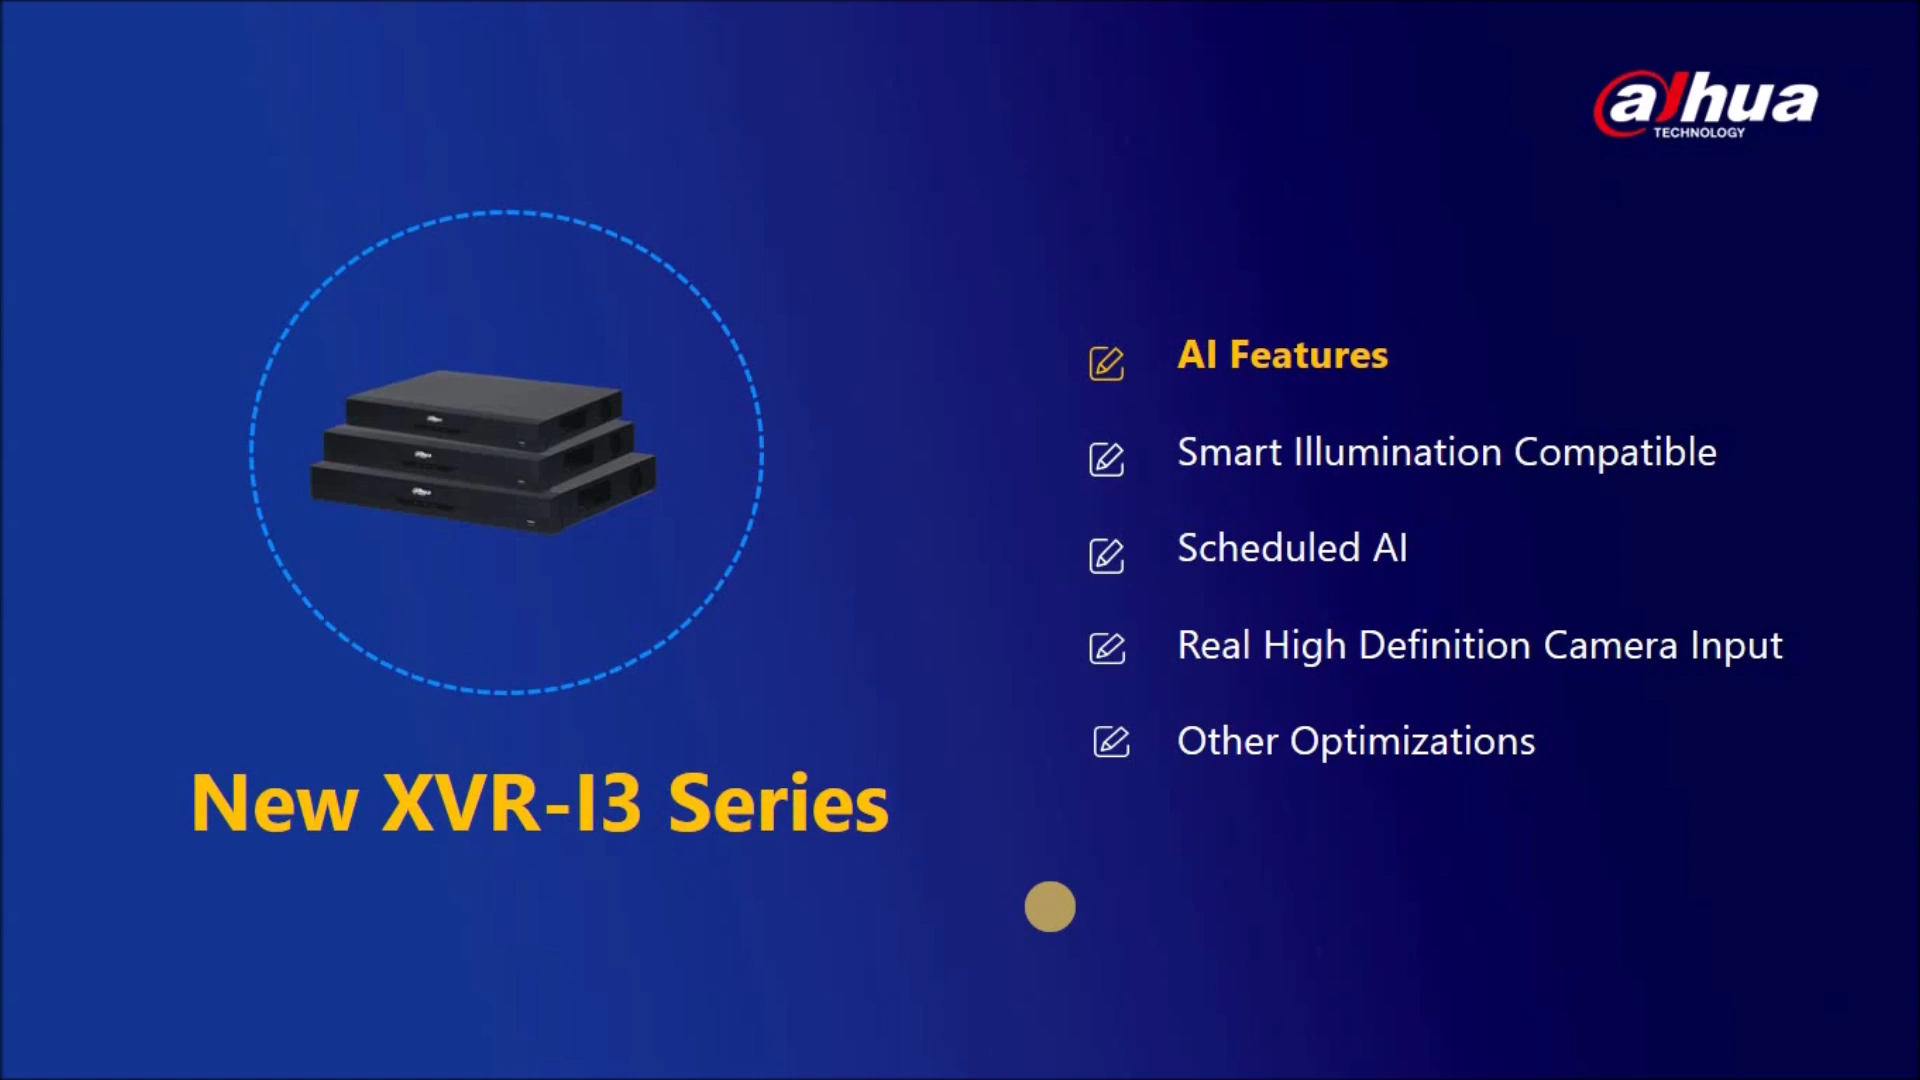 alhua
TECHNOLOGY
AI Features
Smart Illumination Compatible
Scheduled AI
Real High Definition Camera Input
Other Optimizations
New XVR-I3 Series